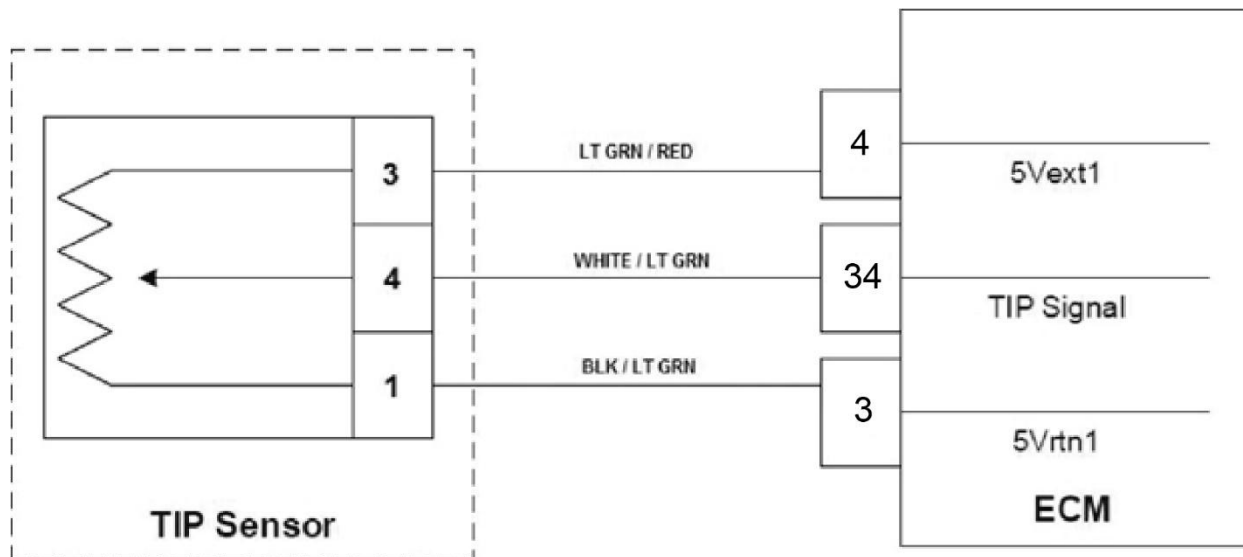 3
LT GRN / RED
4
5Vext1
4
WHITE / LT GRN
34
TIP Signal
1
BLK / LT GRN
3
5Vrtn1
TIP Sensor
ECM